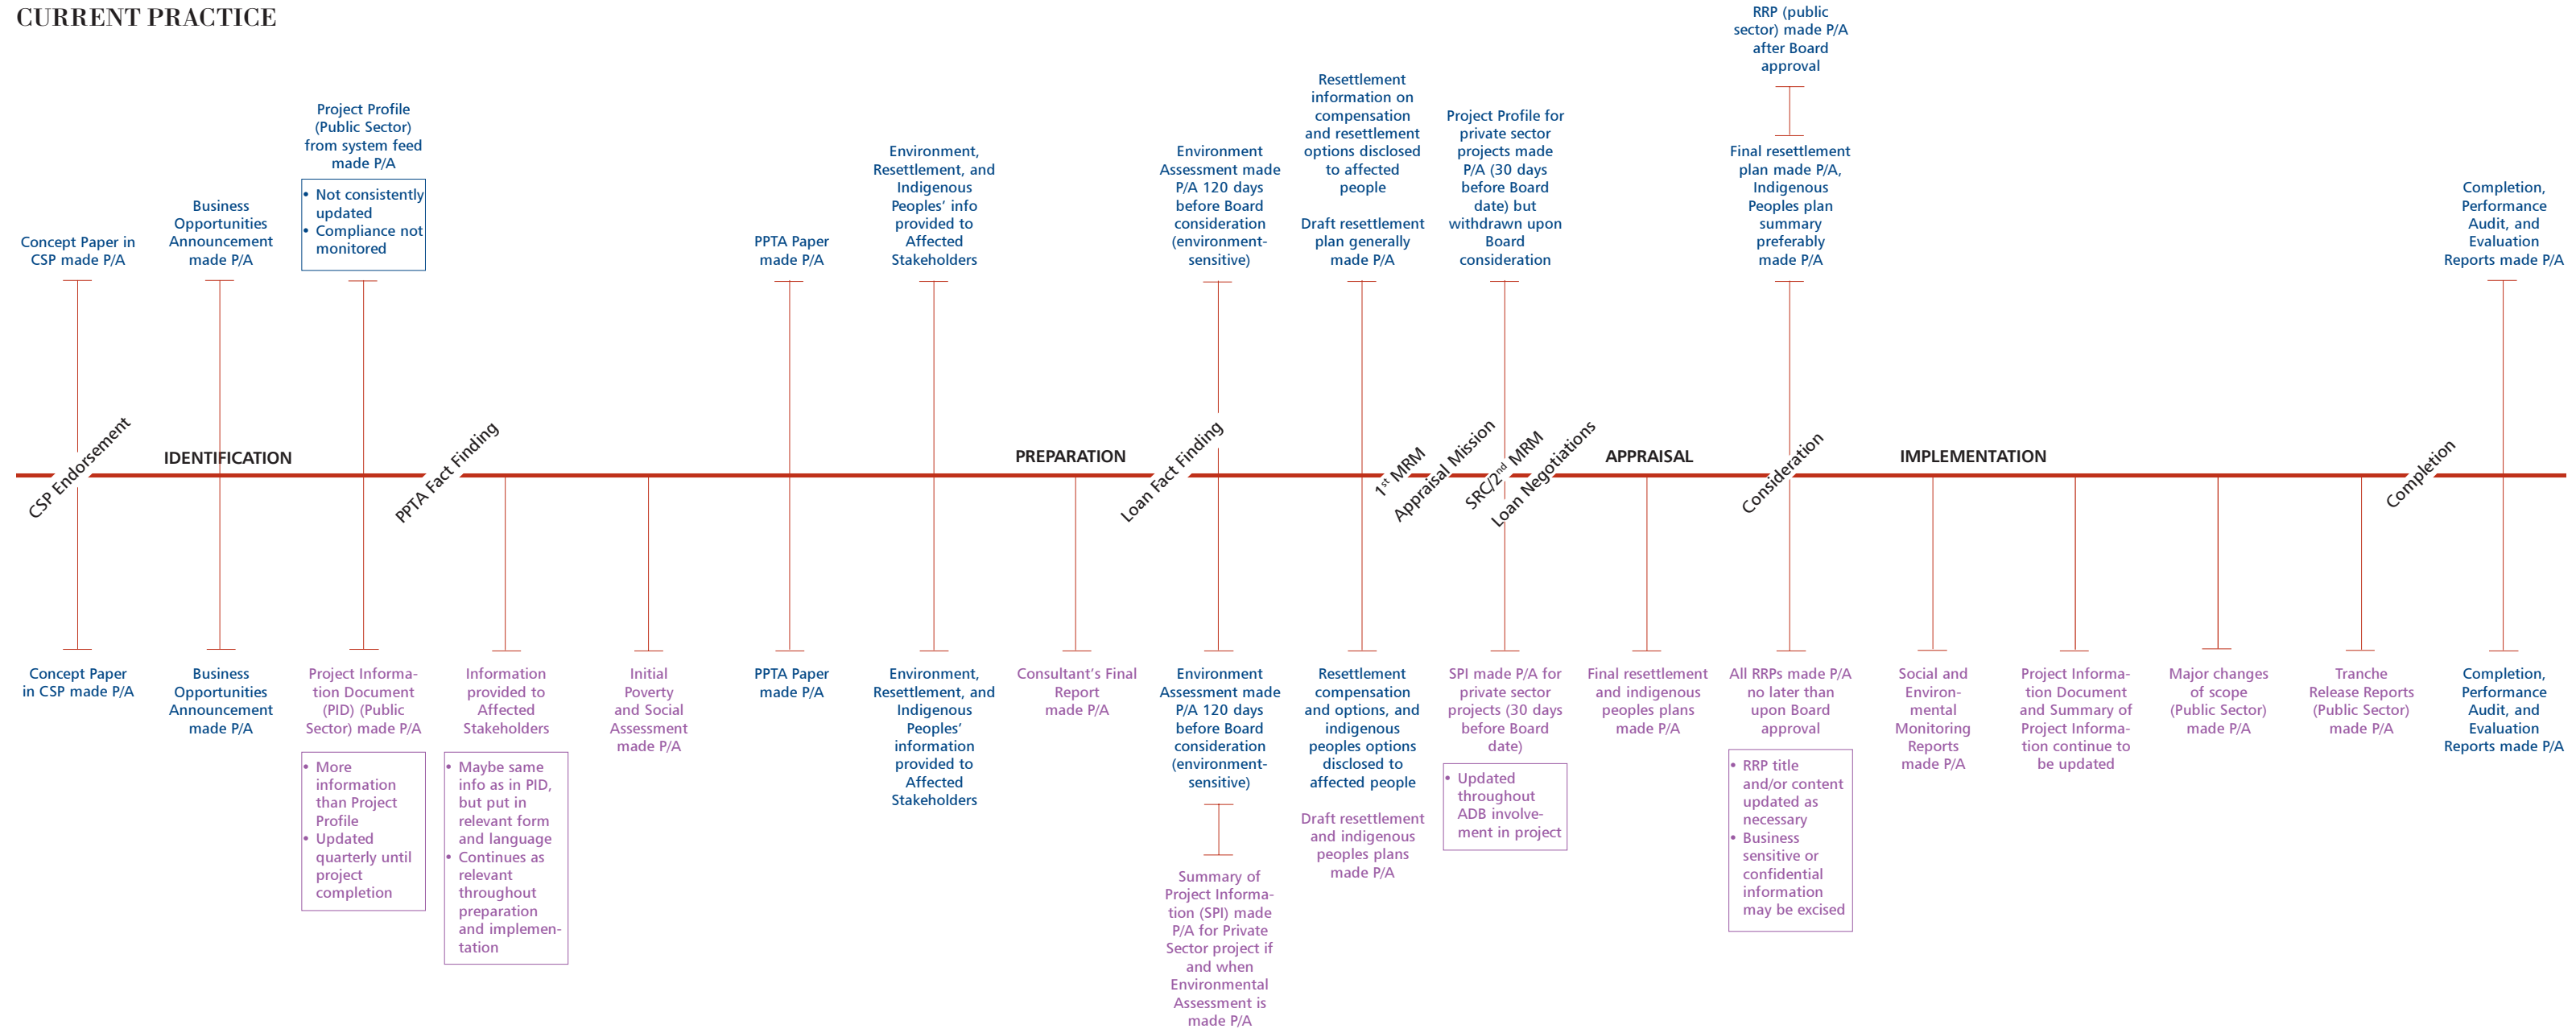 CURRENT PRACTICE
Concept Paper in
CSP made P/A
Business
Opportunities
Announcement
made P/A
Project Profile
(Public Sector)
from system feed
made P/A
• Not consistently
updated
• Compliance not
monitored
PPTA Paper
made P/A
Environment,
Resettlement, and
Indigenous
Peoples’ info
provided to
Affected
Stakeholders
Environment
Assessment made
P/A 120 days
before Board
consideration
(environment-
sensitive)
Resettlement
information on
compensation
and resettlement
options disclosed
to affected
people
Draft resettlement
plan generally
made P/A
Project Profile for
private sector
projects made
P/A (30 days
before Board
date) but
withdrawn upon
Board
consideration
RRP (public
sector) made P/A
after Board
approval
Final resettlement
plan made P/A,
Indigenous
Peoples plan
summary
preferably
made P/A
Completion,
Performance
Audit, and
Evaluation
Reports made P/A
CSP Endorsement
IDENTIFICATION
PPTA Fact Finding
PREPARATION
Loan Fact Finding
1st MRM
Appraisal Mission
SRC/2nd MRM
Loan Negotiations
APPRAISAL
Consideration
IMPLEMENTATION
Completion
Concept Paper
in CSP made P/A
Business
Opportunities
Announcement
made P/A
Project Informa-
tion Document
(PID) (Public
Sector) made P/A
• More
information
than Project
Profile
• Updated
quarterly until
project
completion
Information
provided to
Affected
Stakeholders
• Maybe same
info as in PID,
but put in
relevant form
and language
• Continues as
relevant
throughout
preparation
and implemen-
tation
Initial
Poverty
and Social
Assessment
made P/A
PPTA Paper
made P/A
Environment,
Resettlement, and
Indigenous
Peoples’
information
provided to
Affected
Stakeholders
Consultant’s Final
Report
made P/A
Environment
Assessment made
P/A 120 days
before Board
consideration
(environment-
sensitive)
Summary of
Project Informa-
tion (SPI) made
P/A for Private
Sector project if
and when
Environmental
Assessment is
made P/A
Resettlement
compensation
and options, and
indigenous
peoples options
disclosed to
affected people
Draft resettlement
and indigenous
peoples plans
made P/A
SPI made P/A for
private sector
projects (30 days
before Board
date)
• Updated
throughout
ADB involve-
ment in project
Final resettlement
and indigenous
peoples plans
made P/A
All RRPs made P/A
no later than
upon Board
approval
• RRP title
and/or content
updated as
necessary
• Business
sensitive or
confidential
information
may be excised
Social and
Environ-
mental
Monitoring
Reports
made P/A
Project Informa-
tion Document
and Summary of
Project Informa-
tion continue to
be updated
Major changes
of scope
(Public Sector)
made P/A
Tranche
Release Reports
(Public Sector)
made P/A
Completion,
Performance
Audit, and
Evaluation
Reports made P/A